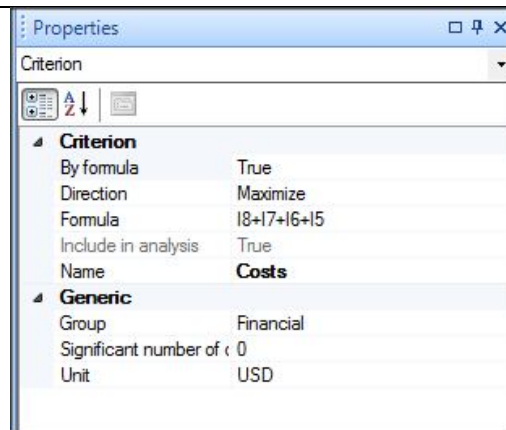 Properties
Criterion
Criterion
By formula True
Direction Maximize
Formula I8+I7+I6+I5
Include in analysis True
Name Costs
Generic
Group Financial
Significant number of 0
Unit USD